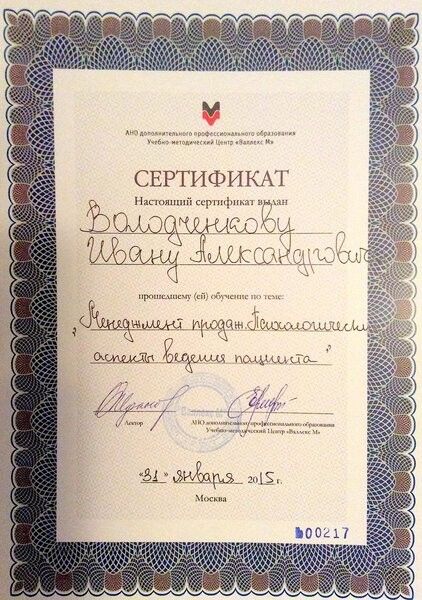 АНО дополнительного профессионального образования
Учебно-методический Центр «Валлекс М»
СЕРТИФИКАТ
Настоящий сертификат выдан
Володченкову
Ивану Александрович
прошедшему (ей) обучение по теме:
„Менеджмент продаж. Психологические
аспекты ведения пациента"
Лектор
АНО дополнительного профессионального образования
Учебно-методический Центр «Валлекс М»
"31" января 2015 г.
Москва
00217